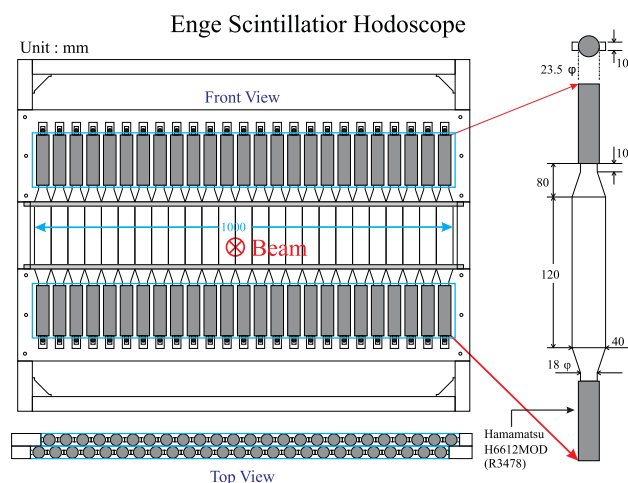 Enge Scintillatior Hodoscope
Unit : mm
Front View
10
23.5 φ
10
80
1000
Beam
120
40
18 φ
Hamamatsu
H6612MOD
(R3478)
Top View